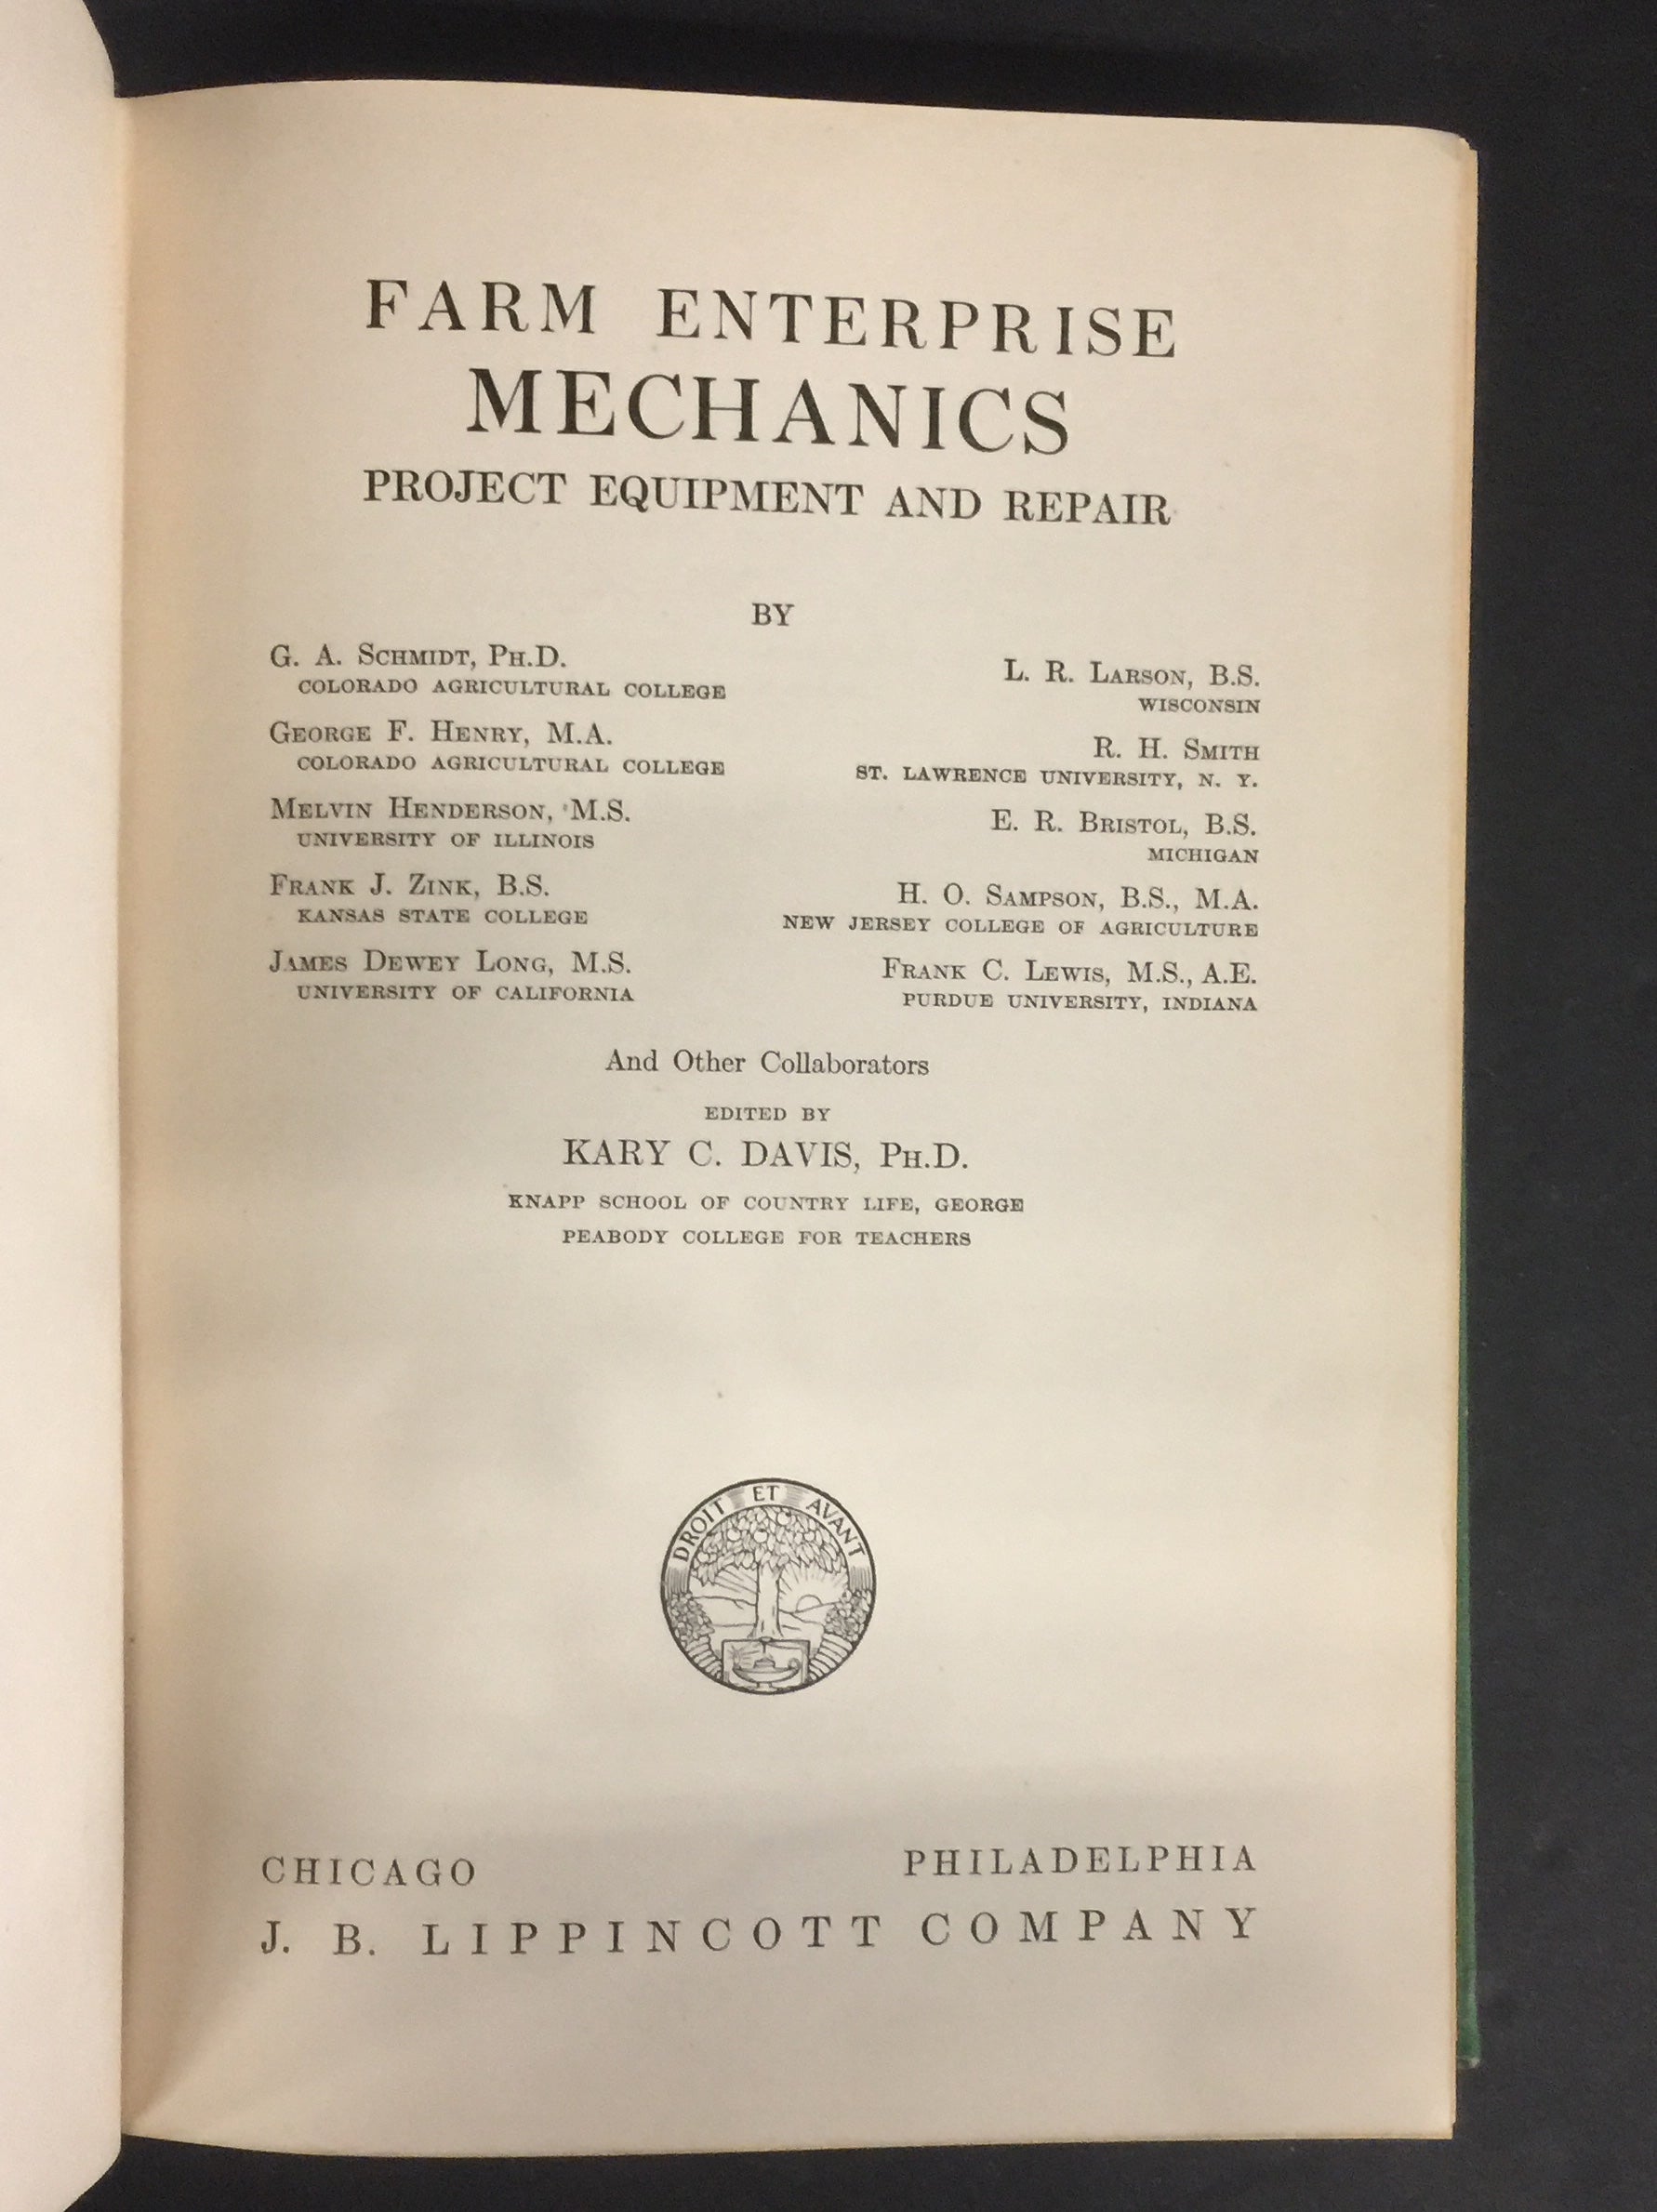 FARM ENTERPRISE
MECHANICS
PROJECT EQUIPMENT AND REPAIR
BY
G. A. SCHMIDT, PH.D.
COLORADO AGRICULTURAL COLLEGE
GEORGE F. HENRY, M.A.
COLORADO AGRICULTURAL COLLEGE
MELVIN HENDERSON, M.S.
UNIVERSITY OF ILLINOIS
FRANK J. ZINK, B.S.
KANSAS STATE COLLEGE
JAMES DEWEY LONG, M.S.
UNIVERSITY OF CALIFORNIA
L. R. LARSON, B.S.
WISCONSIN
R. H. SMITH
ST. LAWRENCE UNIVERSITY, N. Y.
E. R. BRISTOL, B.S.
MICHIGAN
H. O. SAMPSON, B.S., M.A.
NEW JERSEY COLLEGE OF AGRICULTURE
FRANK C. LEWIS, M.S., A.E.
PURDUE UNIVERSITY, INDIANA
And Other Collaborators
EDITED BY
KARY C. DAVIS, PH.D.
KNAPP SCHOOL OF COUNTRY LIFE, GEORGE
PEABODY COLLEGE FOR TEACHERS
DROIT ET AVANT
CHICAGO PHILADELPHIA
J. B. LIPPINCOTT COMPANY